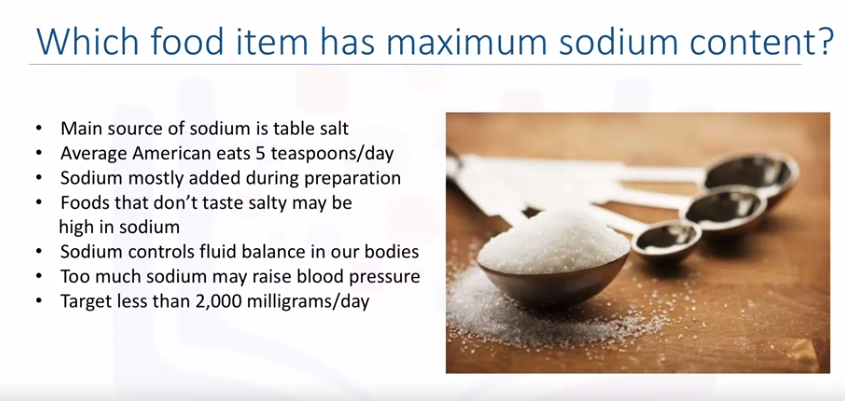 Which food item has maximum sodium content?
• Main source of sodium is table salt
• Average American eats 5 teaspoons/day
• Sodium mostly added during preparation
• Foods that don’t taste salty may be
high in sodium
• Sodium controls fluid balance in our bodies
• Too much sodium may raise blood pressure
• Target less than 2,000 milligrams/day